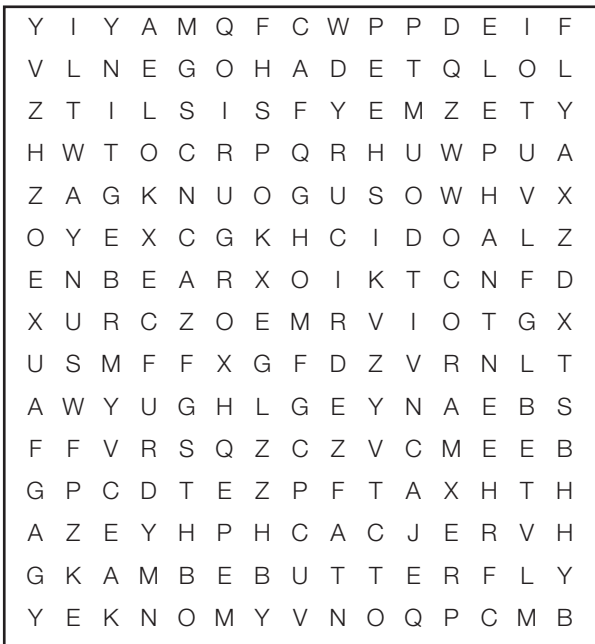 Y I Y A M Q F C W P P D E I F
V L N E G O H A D E T Q L O L
Z T I L S I S F Y E M Z E T Y
H W T O C R P Q R H U W P U A
Z A G K N U O G U S O W H V X
O Y E X C G K H C I D O A L Z
E N B E A R X O I K T C N F D
X U R C Z O E M R V I O T G X
U S M F F X G F D Z V R N L T
A W Y U G H L G E Y N A E B S
F F V R S Q Z C Z V C M E E B
G P C D T E Z P F T A X H T H
A Z E Y H P H C A C J E R V H
G K A M B E B U T T E R F L Y
Y E K N O M Y V N O Q P C M B